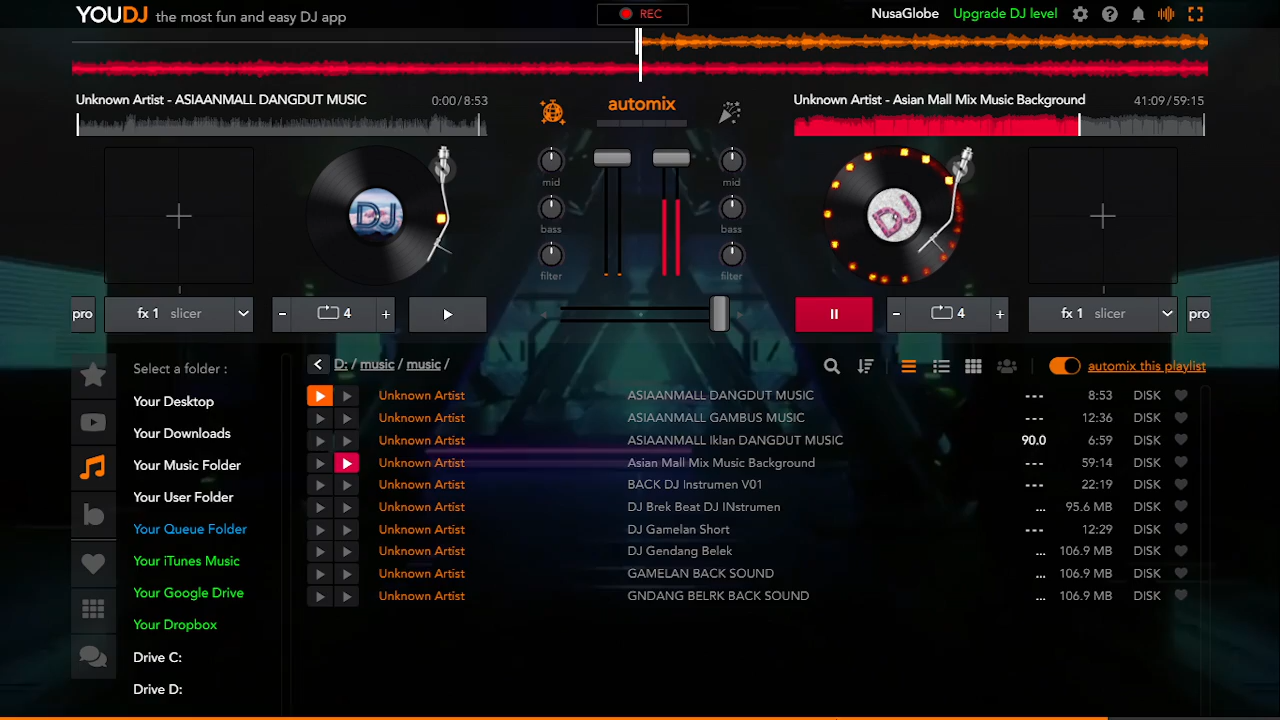 YOUDJ the most fun and easy DJ app
REC
NusaGlobe Upgrade DJ level
Unknown Artist - ASIAANMALL DANGDUT MUSIC 0:00/8:53
automix
Unknown Artist - Asian Mall Mix Music Background 41:09/59:15
DJ
DJ
mid mid
bass bass
filter filter
pro fx 1 slicer - 4 +
- 4 + fx 1 slicer pro
Select a folder :
Your Desktop
Your Downloads
Your Music Folder
Your User Folder
Your Queue Folder
Your iTunes Music
Your Google Drive
Your Dropbox
Drive C:
Drive D:
D: / music / music /
automix this playlist
Unknown Artist ASIAANMALL DANGDUT MUSIC --- 8:53 DISK
Unknown Artist ASIAANMALL GAMBUS MUSIC --- 12:36 DISK
Unknown Artist ASIAANMALL Iklan DANGDUT MUSIC 90.0 6:59 DISK
Unknown Artist Asian Mall Mix Music Background --- 59:14 DISK
Unknown Artist BACK DJ Instrumen V01 --- 22:19 DISK
Unknown Artist DJ Brek Beat DJ INstrumen ... 95.6 MB DISK
Unknown Artist DJ Gamelan Short --- 12:29 DISK
Unknown Artist DJ Gendang Belek ... 106.9 MB DISK
Unknown Artist GAMELAN BACK SOUND ... 106.9 MB DISK
Unknown Artist GNDANG BELRK BACK SOUND ... 106.9 MB DISK